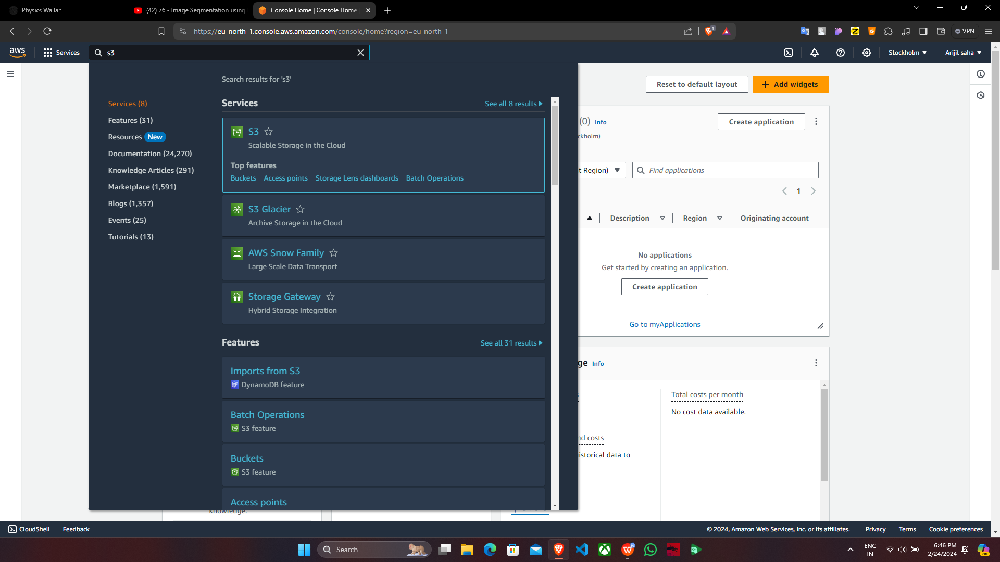 Physics Wallah
(42) 76 - Image Segmentation using
Console Home | Console Home
https://eu-north-1.console.aws.amazon.com/console/home?region=eu-north-1
1
VPN
aws
Services
s3
Stockholm
Arijit saha
Search results for 's3'
Services (8)
Features (31)
Resources New
Documentation (24,270)
Knowledge Articles (291)
Marketplace (1,591)
Blogs (1,357)
Events (25)
Tutorials (13)
Services
See all 8 results
S3
Scalable Storage in the Cloud
Top features
Buckets Access points Storage Lens dashboards Batch Operations
S3 Glacier
Archive Storage in the Cloud
AWS Snow Family
Large Scale Data Transport
Storage Gateway
Hybrid Storage Integration
Features
See all 31 results
Imports from S3
DynamoDB feature
Batch Operations
S3 feature
Buckets
S3 feature
Access points
knowledge.
Reset to default layout
Add widgets
(0) Info
ckholm)
Create application
t Region)
Find applications
1
Description
Region
Originating account
No applications
Get started by creating an application.
Create application
Go to myApplications
ge Info
nd costs
istorical data to
Total costs per month
No cost data available.
CloudShell
Feedback
© 2024, Amazon Web Services, Inc. or its affiliates.
Privacy
Terms
Cookie preferences
Search
ENG
IN
6:46 PM
2/24/2024
PRE